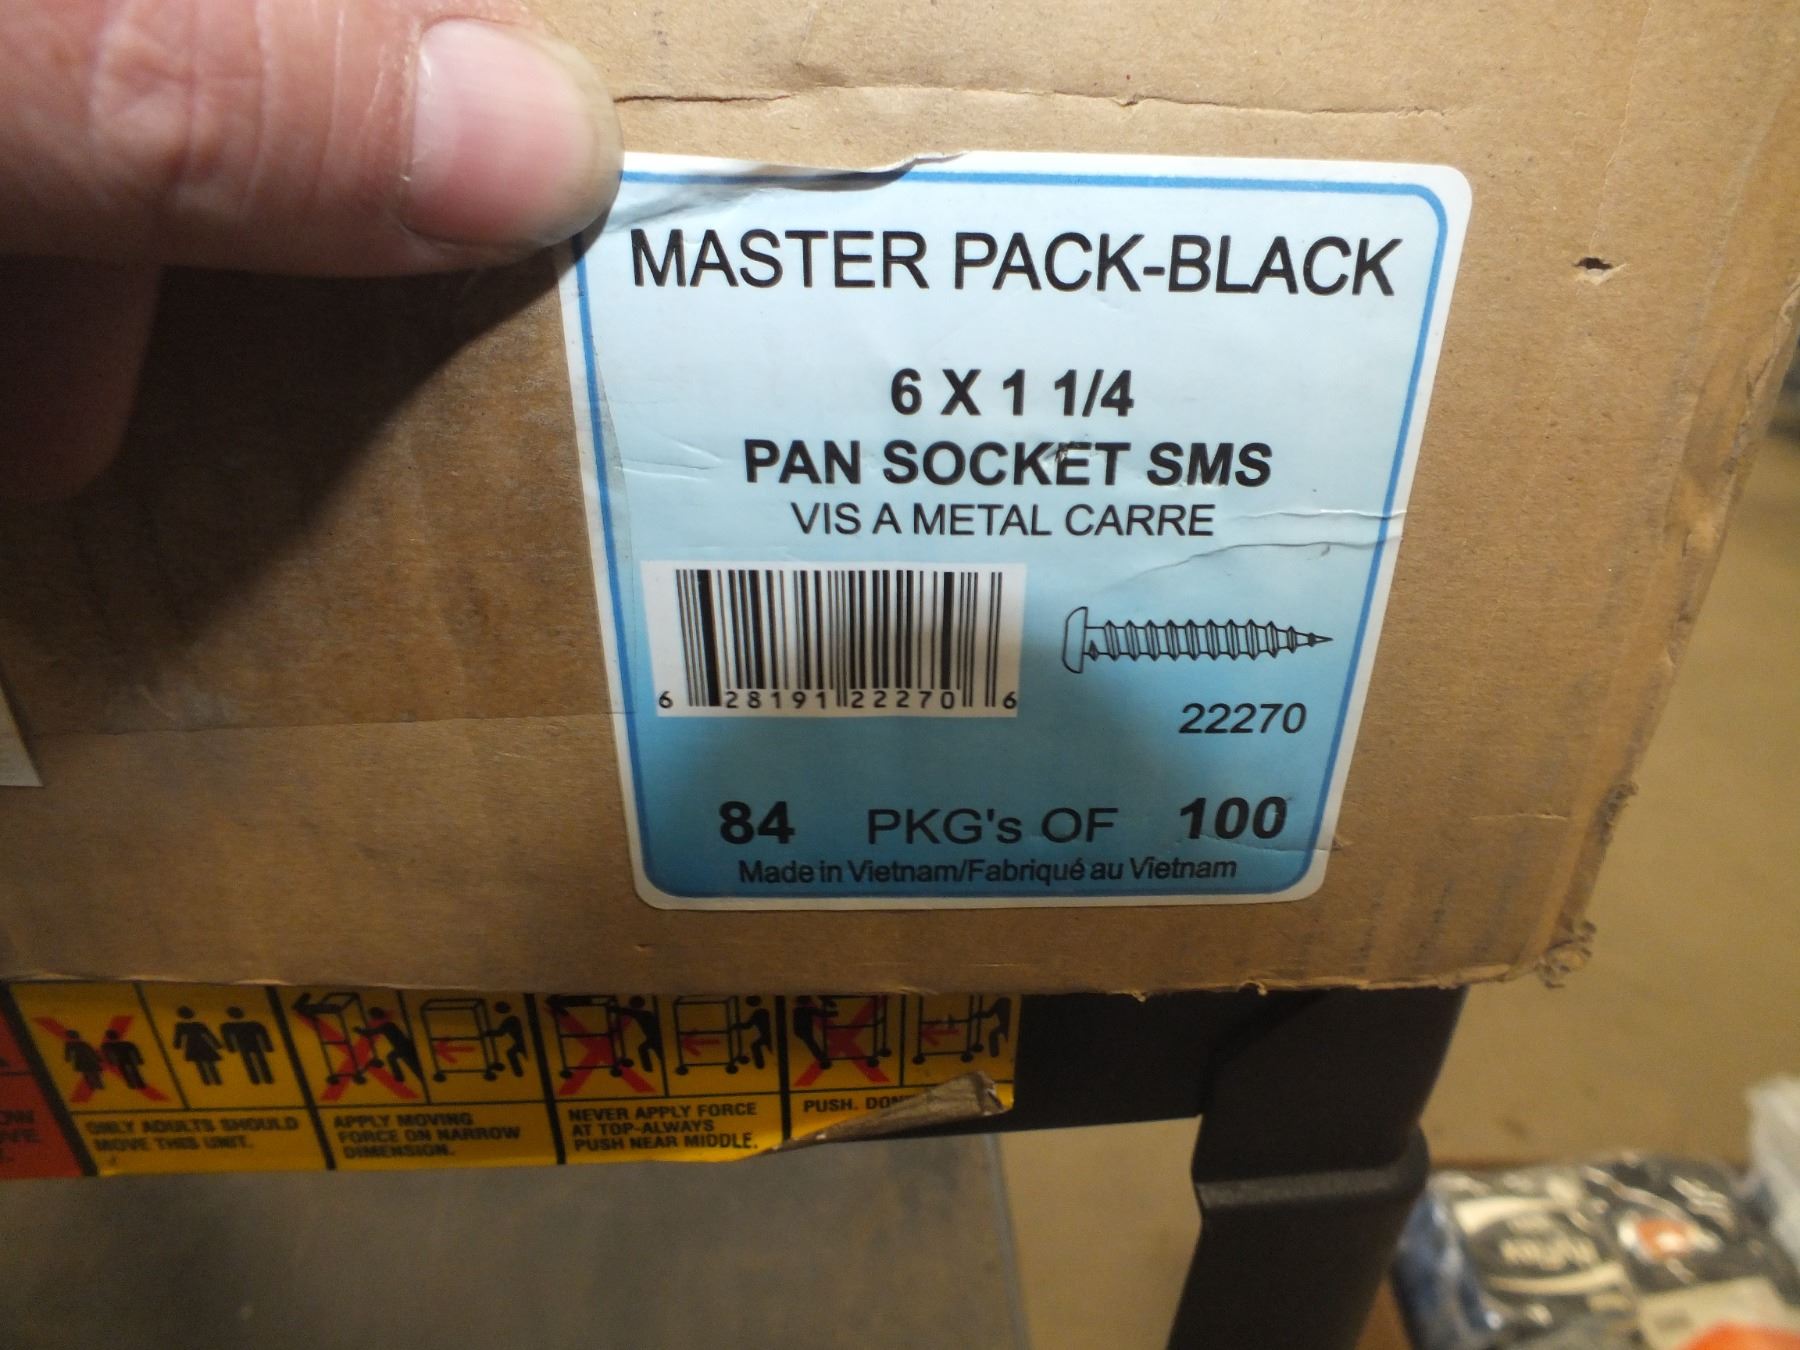 MASTER PACK-BLACK
6 X 1 1/4
PAN SOCKET SMS
VIS A METAL CARRE
6 28191 22270 6
22270
84 PKG's OF 100
Made in Vietnam/Fabriqué au Vietnam
ONLY ADULTS SHOULD
MOVE THIS UNIT.
APPLY MOVING
FORCE ON NARROW
DIMENSION.
NEVER APPLY FORCE
AT TOP-ALWAYS
PUSH NEAR MIDDLE.
PUSH. DON'